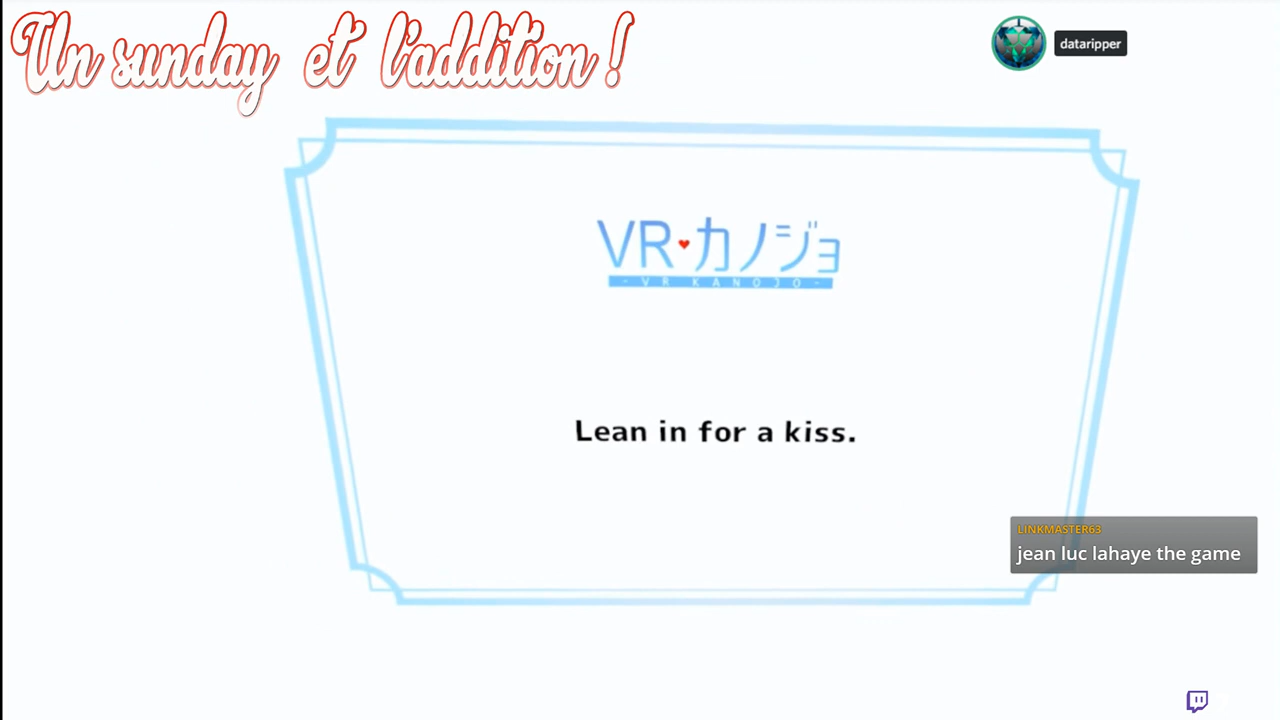 Un sunday et l'addition !
dataripper
VR♥カノジョ
- VR KANOJO -
Lean in for a kiss.
LINKMASTER63
jean luc lahaye the game